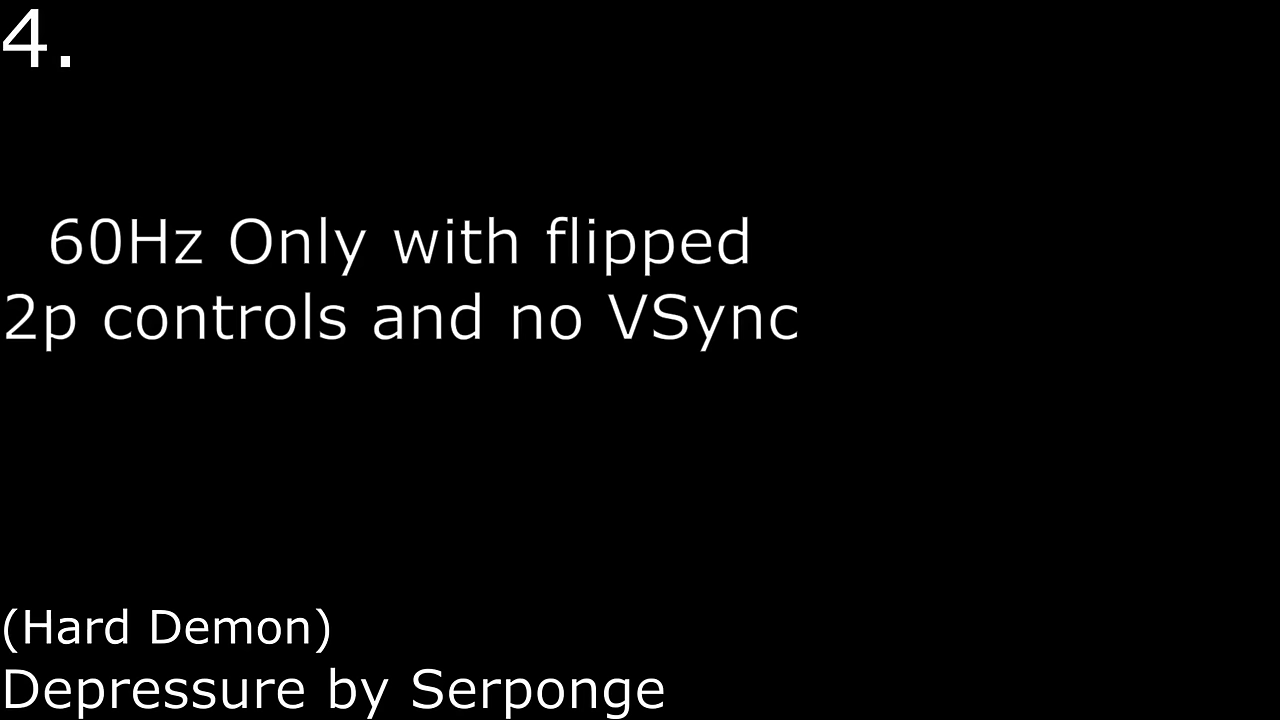 4.
60Hz Only with flipped
2p controls and no VSync
(Hard Demon)
Depressure by Serponge